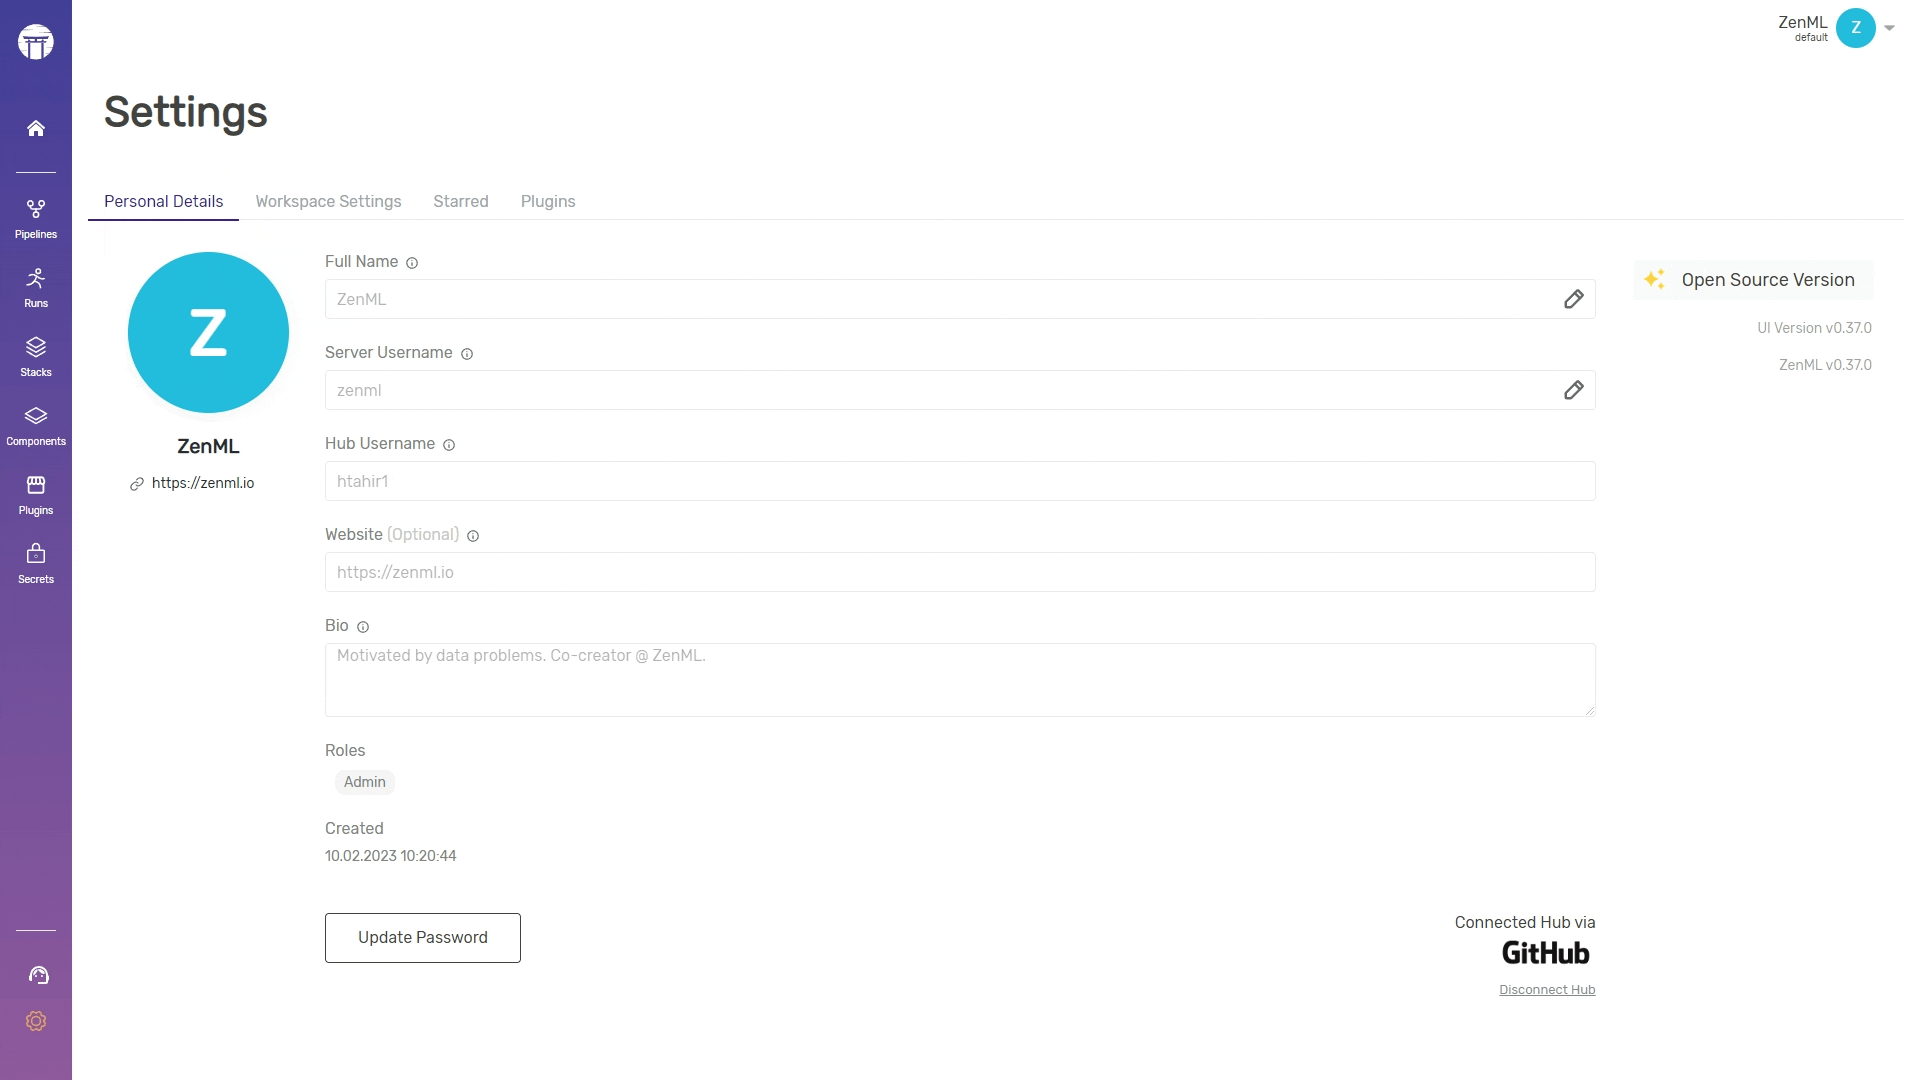 ZenML
default
Z
Settings
Pipelines
Runs
Stacks
Components
Plugins
Secrets
Personal Details
Workspace Settings
Starred
Plugins
Z
ZenML
https://zenml.io
Full Name
ZenML
Server Username
zenml
Hub Username
htahir1
Website (Optional)
https://zenml.io
Bio
Motivated by data problems. Co-creator @ ZenML.
Roles
Admin
Created
10.02.2023 10:20:44
Update Password
Connected Hub via
GitHub
Disconnect Hub
Open Source Version
UI Version v0.37.0
ZenML v0.37.0